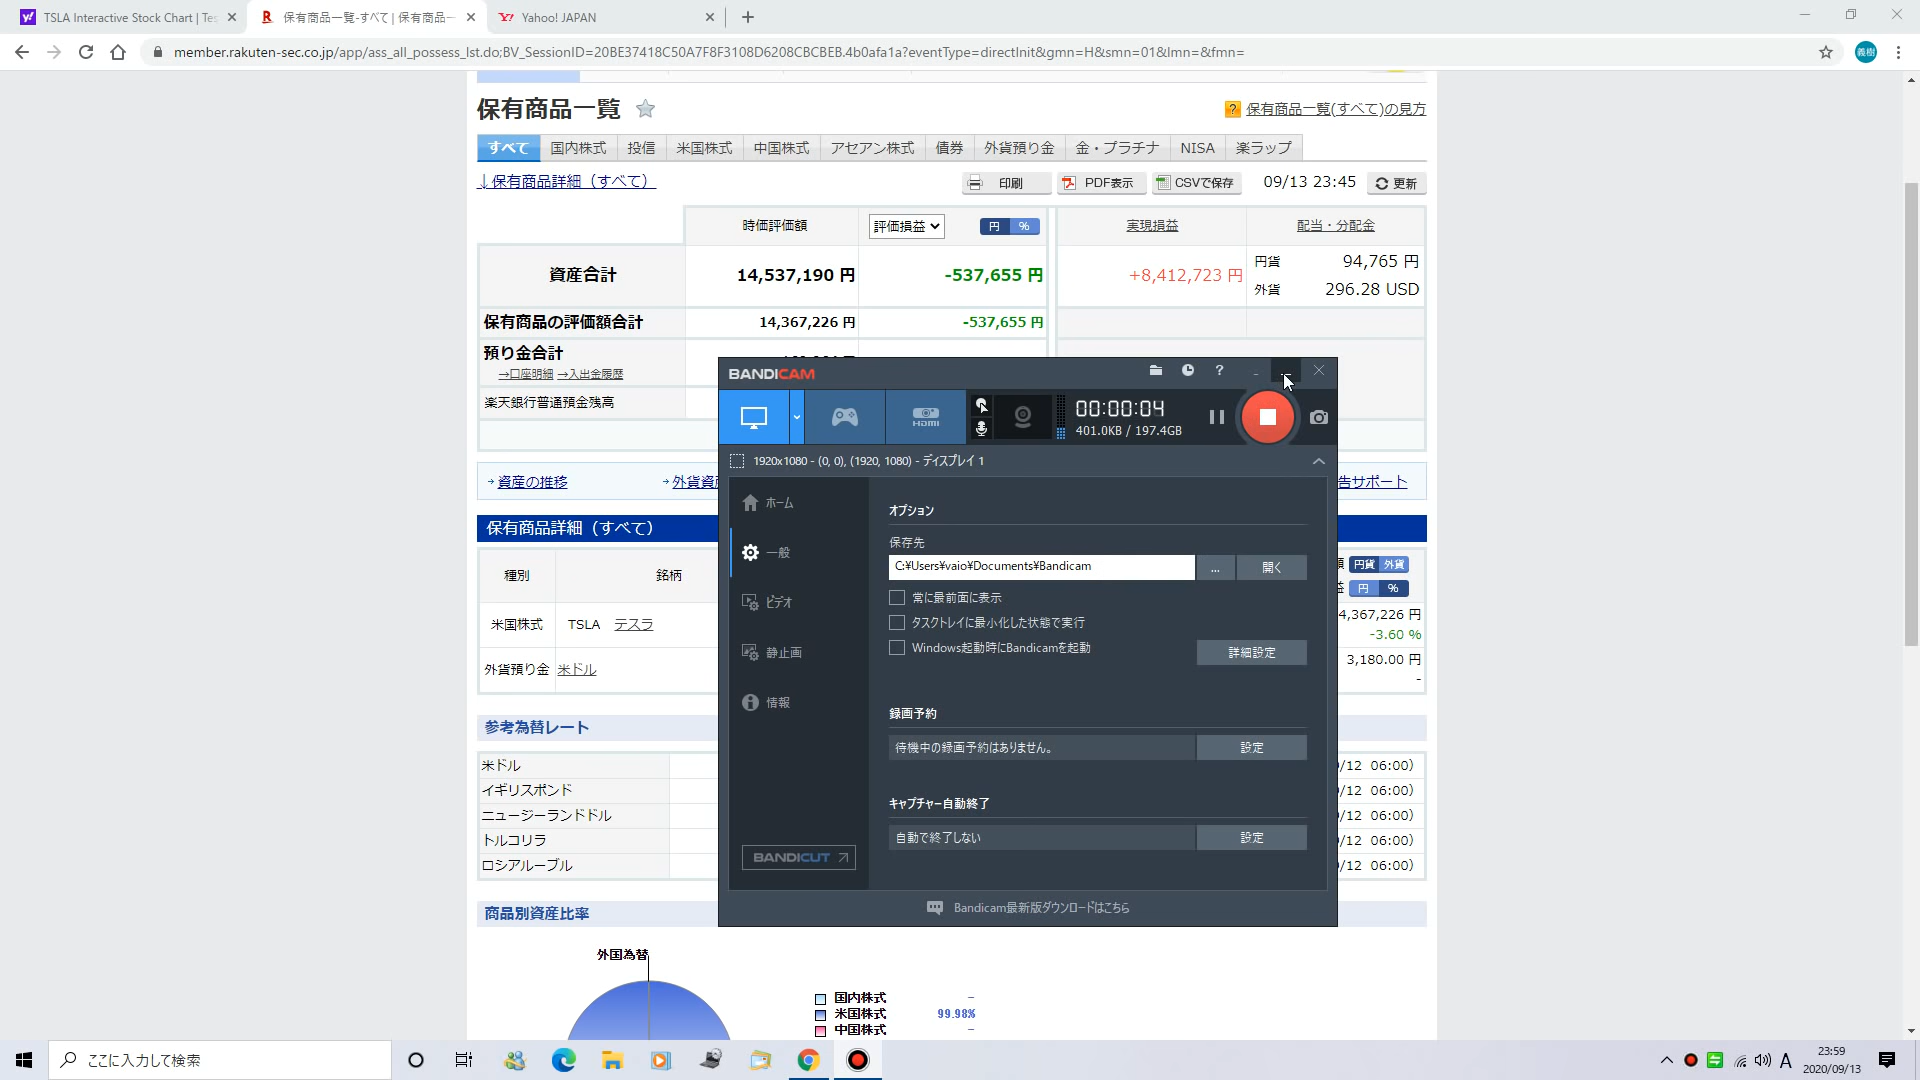 TSLA Interactive Stock Chart | Tes
保有商品一覧-すべて | 保有商品一
Yahoo! JAPAN
member.rakuten-sec.co.jp/app/ass_all_possess_lst.do;BV_SessionID=20BE37418C50A7F8F3108D6208CBCBEB.4b0afa1a?eventType=directInit&gmn=H&smn=01&lmn=&fmn=
義樹
保有商品一覧
保有商品一覧(すべて)の見方
すべて 国内株式 投信 米国株式 中国株式 アセアン株式 債券 外貨預り金 金・プラチナ NISA 楽ラップ
↓保有商品詳細（すべて）
印刷 PDF表示 CSVで保存 09/13 23:45 更新
時価評価額 評価損益 円 % 実現損益 配当・分配金
資産合計 14,537,190 円 -537,655 円 +8,412,723 円
円貨 94,765 円
外貨 296.28 USD
保有商品の評価額合計 14,367,226 円 -537,655 円
預り金合計
→口座明細 →入出金履歴
楽天銀行普通預金残高
→資産の推移
→外貨資
告サポート
保有商品詳細（すべて）
種別 銘柄
円貨 外貨
円 %
米国株式 TSLA テスラ
4,367,226 円
-3.60 %
外貨預り金 米ドル
3,180.00 円
-
参考為替レート
米ドル /12 06:00)
イギリスポンド /12 06:00)
ニュージーランドドル /12 06:00)
トルコリラ /12 06:00)
ロシアルーブル /12 06:00)
商品別資産比率
外国為替
国内株式 -
米国株式 99.98%
中国株式 -
BANDICAM
HDMI
00:00:04
401.0KB / 197.4GB
1920x1080 - (0, 0), (1920, 1080) - ディスプレイ 1
ホーム
一般
ビデオ
静止画
情報
BANDICUT
オプション
保存先
C:¥Users¥vaio¥Documents¥Bandicam
...
開く
常に最前面に表示
タスクトレイに最小化した状態で実行
Windows起動時にBandicamを起動
詳細設定
録画予約
待機中の録画予約はありません。
設定
キャプチャー自動終了
自動で終了しない
設定
Bandicam最新版ダウンロードはこちら
ここに入力して検索
A
23:59
2020/09/13